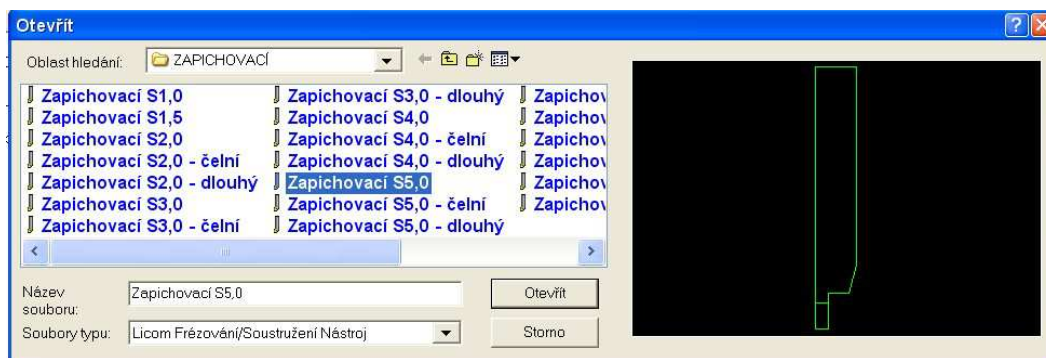 Otevřít
Oblast hledání: ZAPICHOVACÍ
Zapichovací S1,0
Zapichovací S1,5
Zapichovací S2,0
Zapichovací S2,0 - čelní
Zapichovací S2,0 - dlouhý
Zapichovací S3,0
Zapichovací S3,0 - čelní
Zapichovací S3,0 - dlouhý
Zapichovací S4,0
Zapichovací S4,0 - čelní
Zapichovací S4,0 - dlouhý
Zapichovací S5,0
Zapichovací S5,0 - čelní
Zapichovací S5,0 - dlouhý
Název souboru: Zapichovací S5,0 Otevřít
Soubory typu: Licom Frézování/Soustružení Nástroj Storno